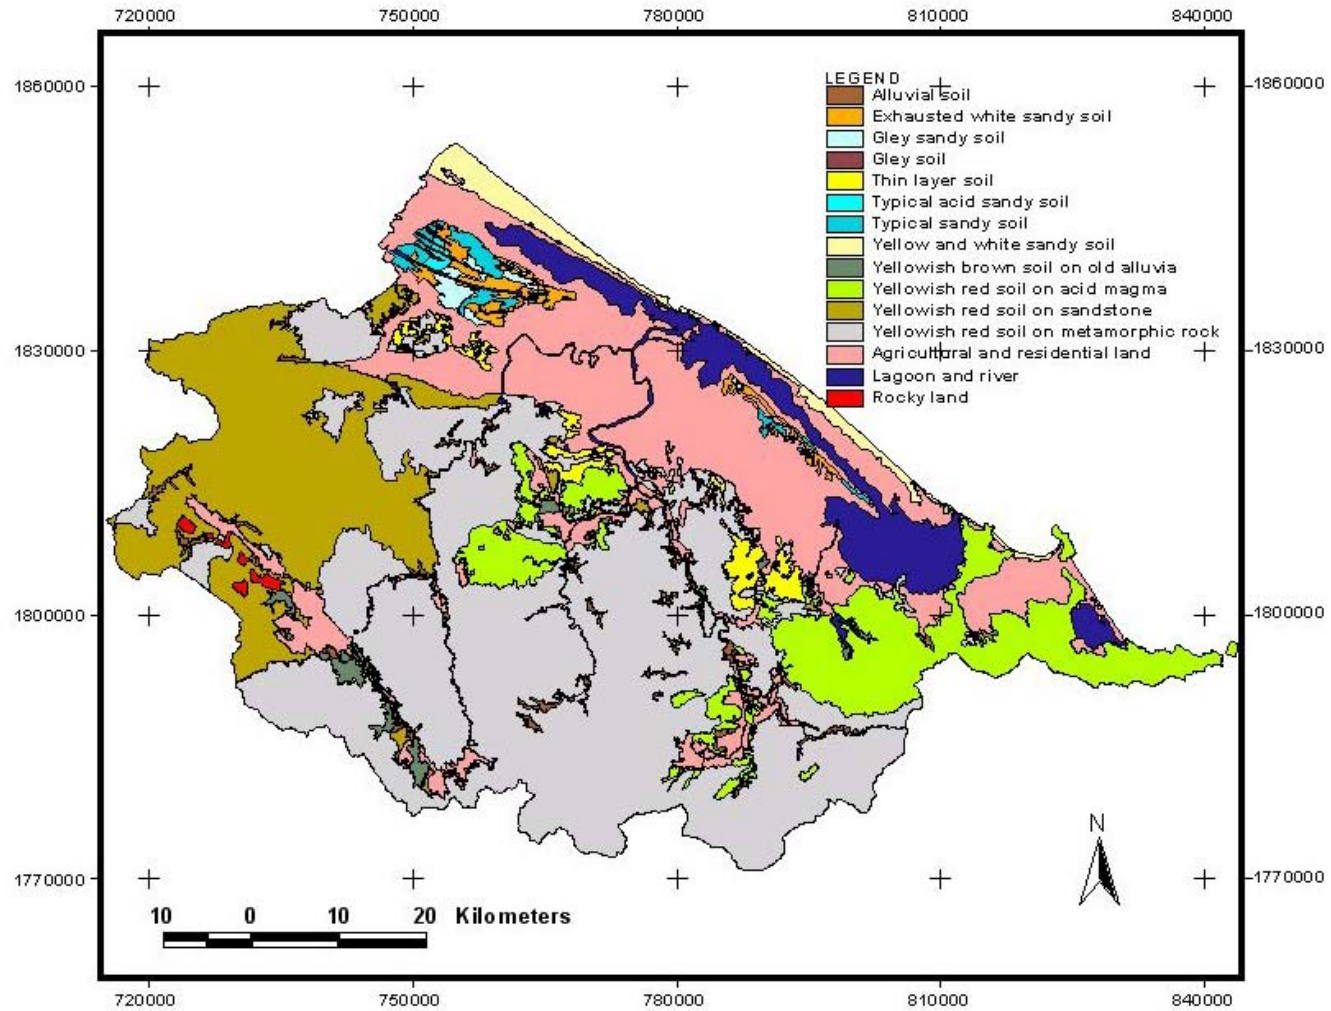 720000 750000 780000 810000 840000
1860000 1860000
LEGEND
Alluvial soil
Exhausted white sandy soil
Gley sandy soil
Gley soil
Thin layer soil
Typical acid sandy soil
Typical sandy soil
Yellow and white sandy soil
Yellowish brown soil on old alluvia
Yellowish red soil on acid magma
Yellowish red soil on sandstone
Yellowish red soil on metamorphic rock
1830000 1830000
Agricultural and residential land
Lagoon and river
Rocky land
1800000 1800000
N
1770000 1770000
10 0 10 20 Kilometers
720000 750000 780000 810000 840000